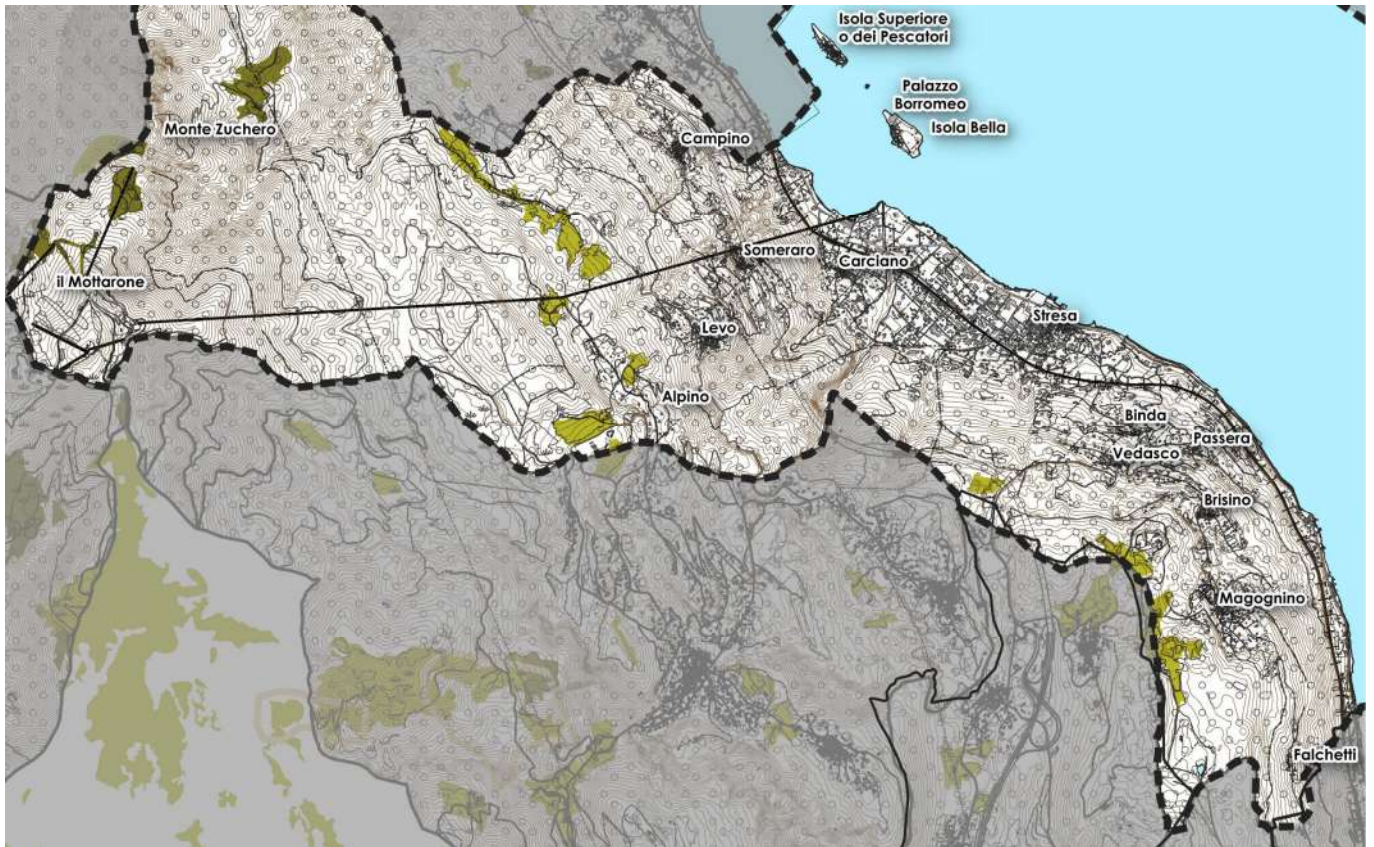 Isola Superiore
o dei Pescatori
Palazzo
Borromeo
Isola Bella
Monte Zuchero
Campino
Someraro
Carciano
il Mottarone
Stresa
Levo
Alpino
Binda
Passera
Vedasco
Brisino
Magognino
Falchetti